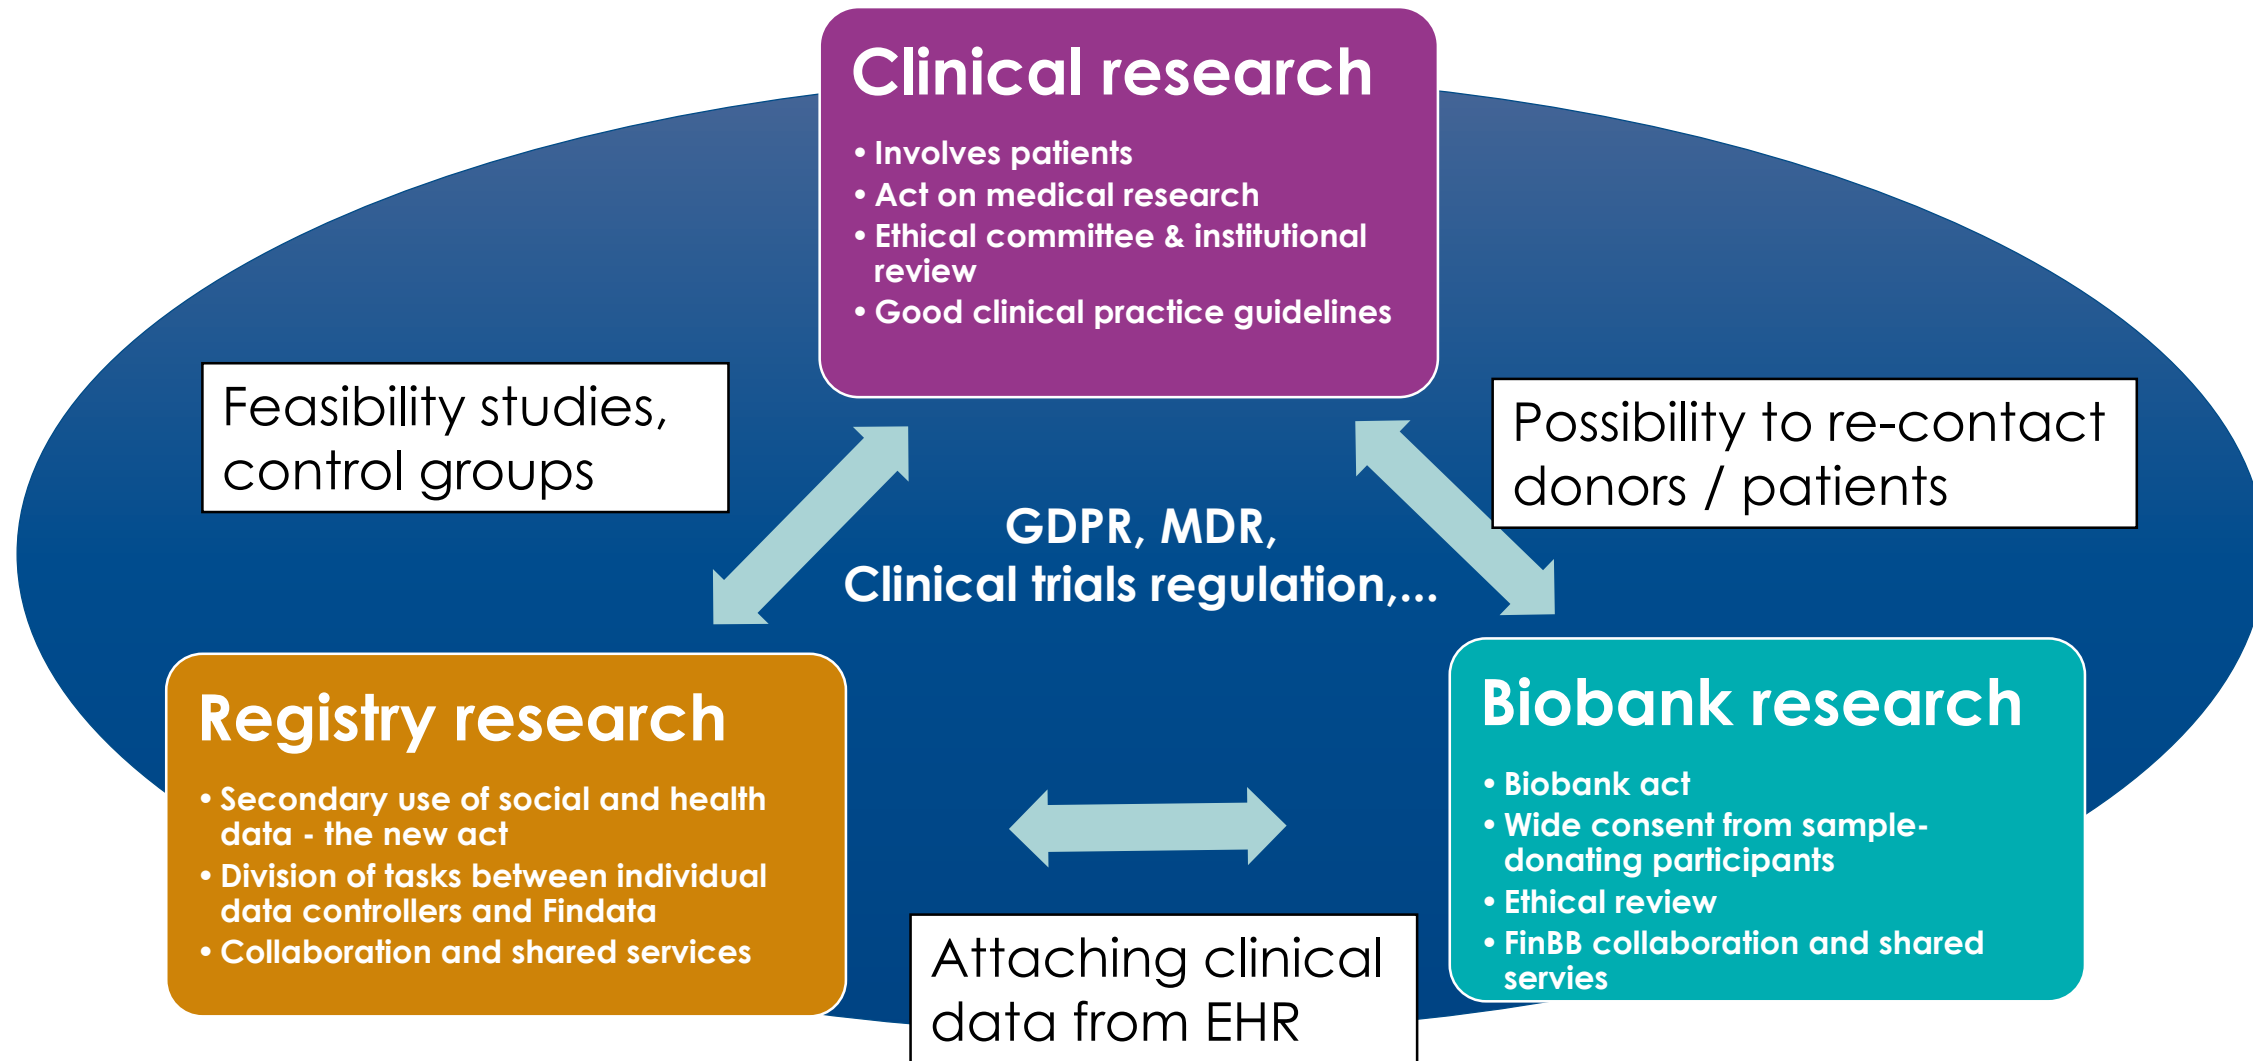 Clinical research
• Involves patients
• Act on medical research
• Ethical committee & institutional
review
• Good clinical practice guidelines
Feasibility studies,
control groups
Possibility to re-contact
donors / patients
GDPR, MDR,
Clinical trials regulation,...
Registry research
• Secondary use of social and health
data - the new act
• Division of tasks between individual
data controllers and Findata
• Collaboration and shared services
Biobank research
• Biobank act
• Wide consent from sample-
donating participants
• Ethical review
• FinBB collaboration and shared
servies
Attaching clinical
data from EHR